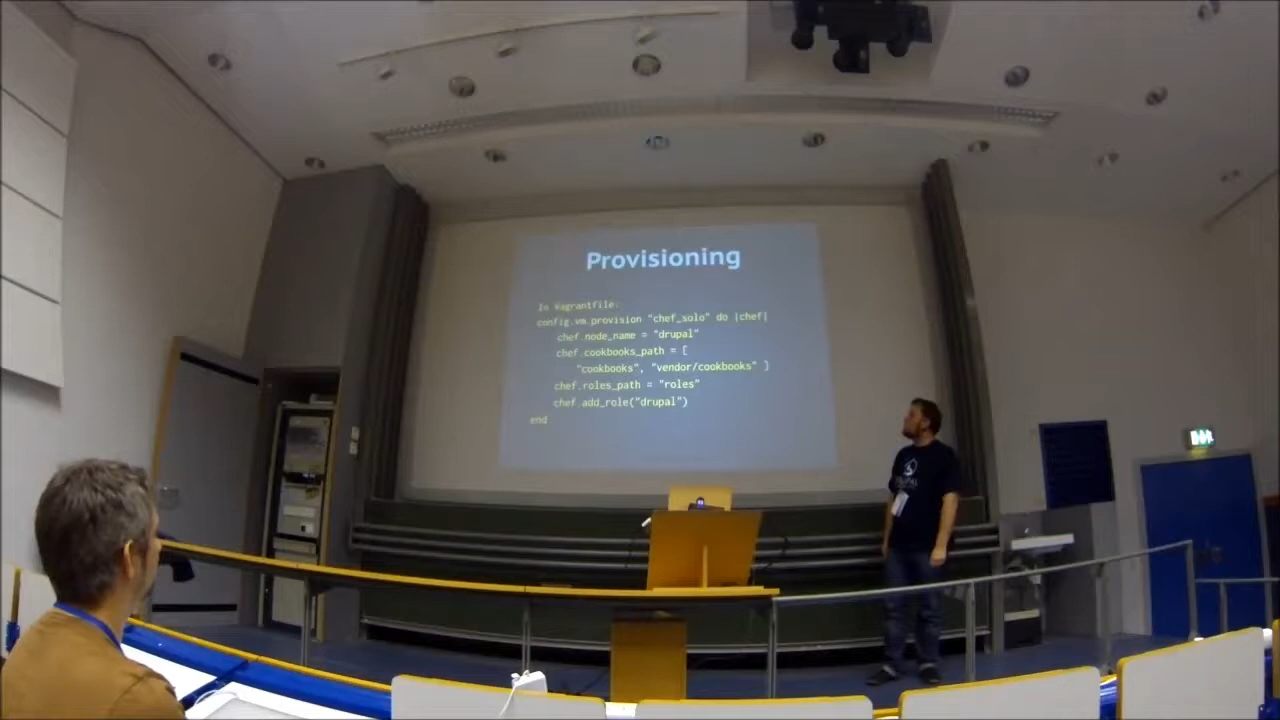 Provisioning
In Vagrantfile:
config.vm.provision "chef_solo" do |chef|
chef.node_name = "drupal"
chef.cookbooks_path = [
"cookbooks", "vendor/cookbooks" ]
chef.roles_path = "roles"
chef.add_role("drupal")
end